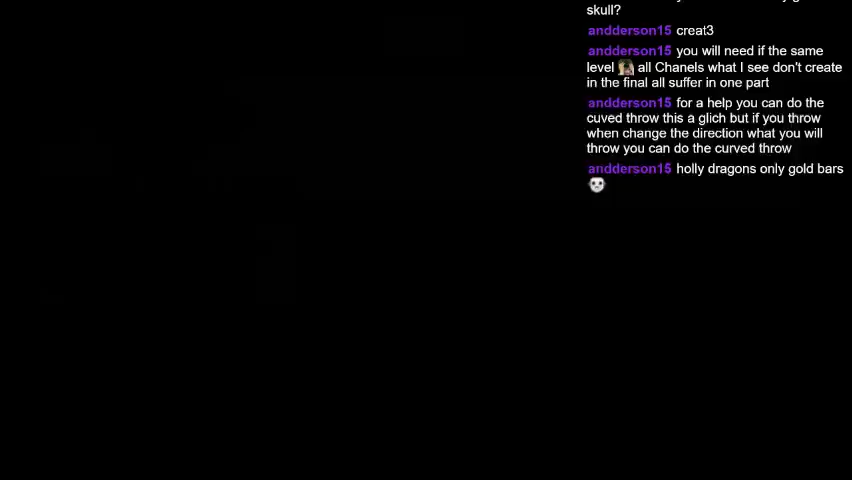 skull?
andderson15 creat3
andderson15 you will need if the same
level all Chanels what I see don't create
in the final all suffer in one part
andderson15 for a help you can do the
cuved throw this a glich but if you throw
when change the direction what you will
throw you can do the curved throw
andderson15 holly dragons only gold bars